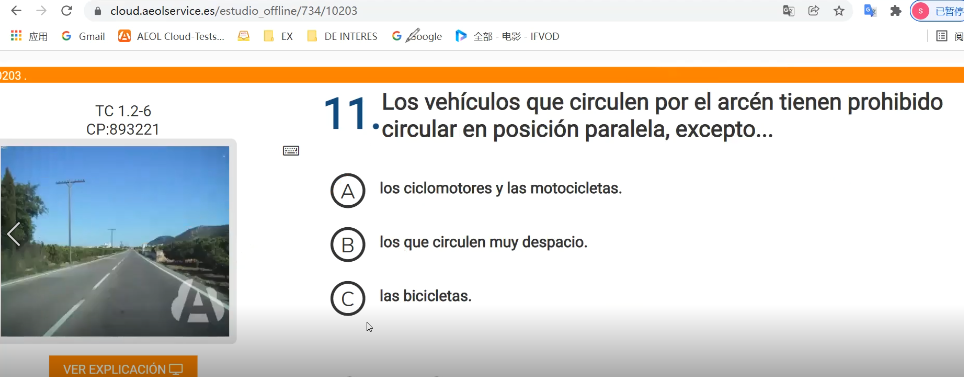 cloud.aeolservice.es/estudio_offline/734/10203
S
已暂停
应用
Gmail
AEOL Cloud-Tests...
EX
DE INTERES
Google
全部 - 电影 - IFVOD
阅
0203 .
TC 1.2-6
CP:893221
11.
Los vehículos que circulen por el arcén tienen prohibido
circular en posición paralela, excepto...
A
los ciclomotores y las motocicletas.
B
los que circulen muy despacio.
C
las bicicletas.
VER EXPLICACIÓN